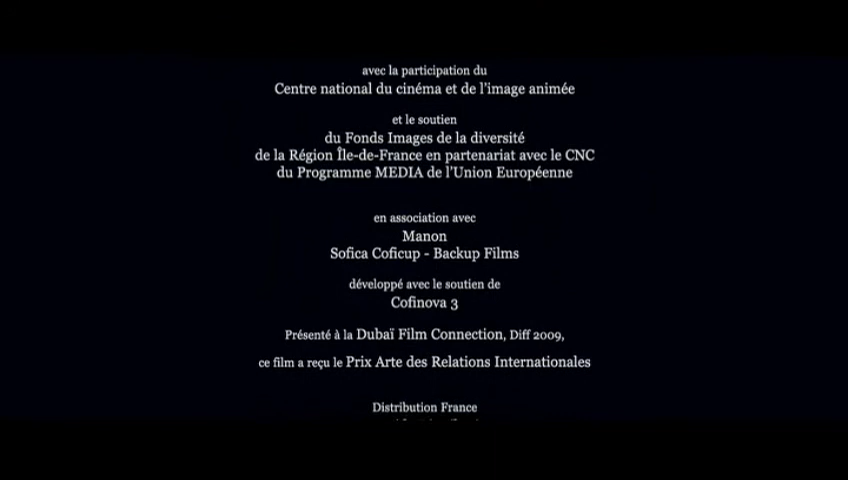 avec la participation du
Centre national du cinéma et de l'image animée
et le soutien
du Fonds Images de la diversité
de la Région Île-de-France en partenariat avec le CNC
du Programme MEDIA de l'Union Européenne
en association avec
Manon
Sofica Coficup - Backup Films
développé avec le soutien de
Cofinova 3
Présenté à la Dubaï Film Connection, Diff 2009,
ce film a reçu le Prix Arte des Relations Internationales
Distribution France